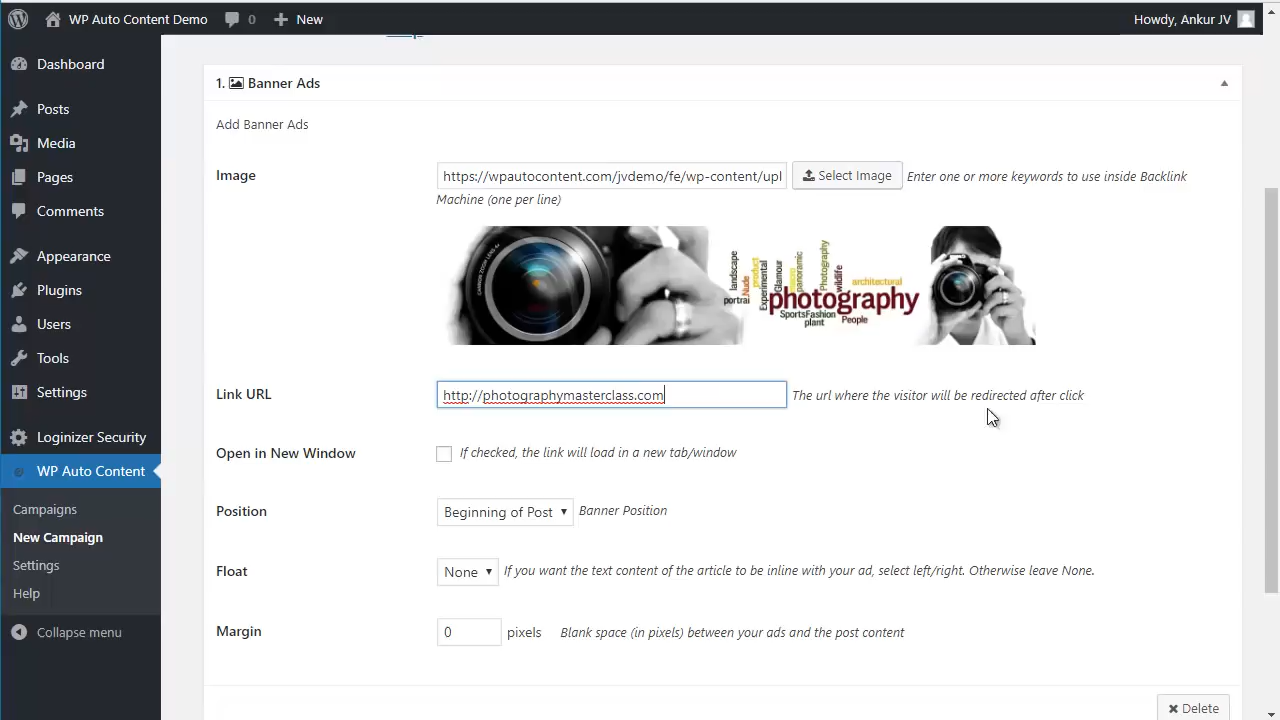 WP Auto Content Demo 0 New Howdy, Ankur JV
Dashboard
Posts
Media
Pages
Comments
Appearance
Plugins
Users
Tools
Settings
Loginizer Security
WP Auto Content
Campaigns
New Campaign
Settings
Help
Collapse menu
1. Banner Ads
Add Banner Ads
Image https://wpautocontent.com/jvdemo/fe/wp-content/upl Select Image Enter one or more keywords to use inside Backlink
Machine (one per line)
landscape
portrai
Nude
product
Experimental
Glamour
macro
panoramic
Photography
wildlife
architectural
photography
SportsFashion
plant People
Link URL http://photographymasterclass.com The url where the visitor will be redirected after click
Open in New Window If checked, the link will load in a new tab/window
Position Beginning of Post Banner Position
Float None If you want the text content of the article to be inline with your ad, select left/right. Otherwise leave None.
Margin 0 pixels Blank space (in pixels) between your ads and the post content
Delete